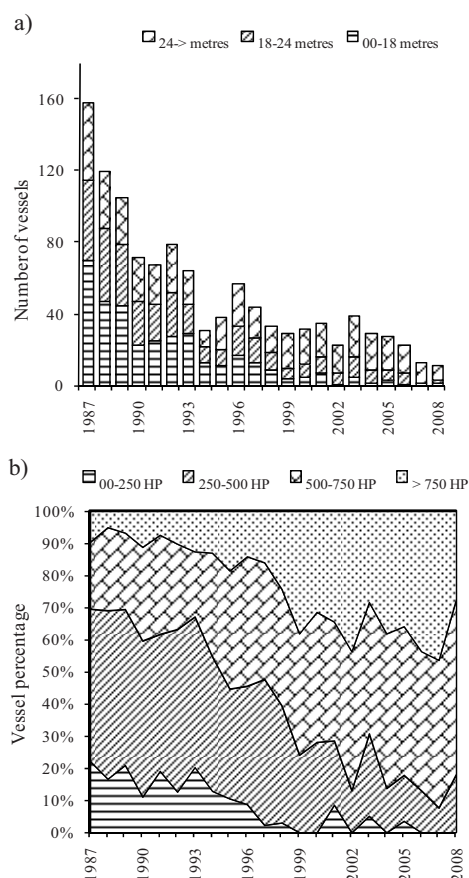 a)
24-> metres 18-24 metres 00-18 metres
Number of vessels
160
120
80
40
0
1987 1990 1993 1996 1999 2002 2005 2008
b)
00-250 HP 250-500 HP 500-750 HP > 750 HP
Vessel percentage
100%
90%
80%
70%
60%
50%
40%
30%
20%
10%
0%
1987 1990 1993 1996 1999 2002 2005 2008